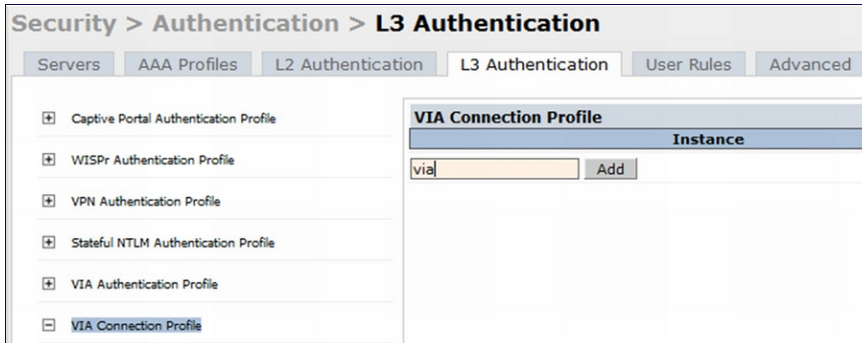 Security > Authentication > L3 Authentication
Servers AAA Profiles L2 Authentication L3 Authentication User Rules Advanced
Captive Portal Authentication Profile
WISPr Authentication Profile
VPN Authentication Profile
Stateful NTLM Authentication Profile
VIA Authentication Profile
VIA Connection Profile
VIA Connection Profile
Instance
via Add